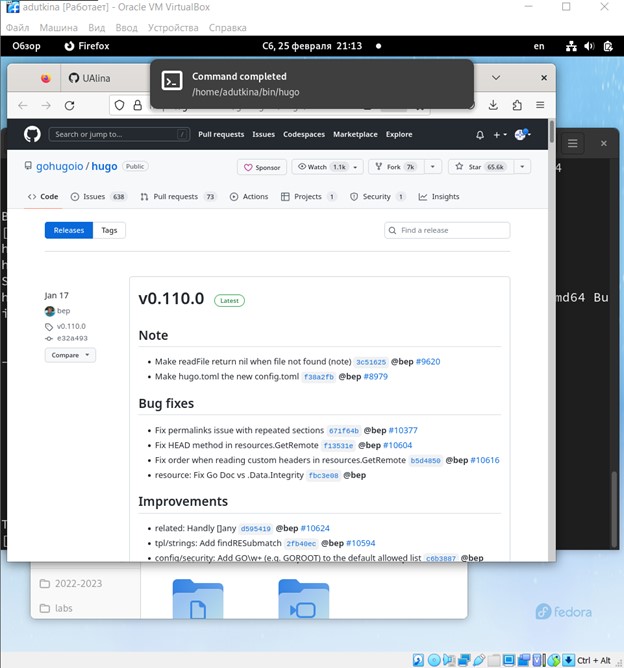 adutkina [Работает] - Oracle VM VirtualBox
Файл Машина Вид Ввод Устройства Справка
Обзор Firefox Сб, 25 февраля 21:13 en
UAlina
Command completed
/home/adutkina/bin/hugo
Search or jump to... / Pull requests Issues Codespaces Marketplace Explore
gohugoio / hugo Public
Sponsor Watch 1.1k Fork 7k Star 65.6k
Code Issues 638 Pull requests 73 Actions Projects 1 Security 1 Insights
Releases Tags Find a release
Jan 17
bep
v0.110.0
e32a493
Compare
v0.110.0 Latest
Note
• Make readFile return nil when file not found (note) 3c51625 @bep #9620
• Make hugo.toml the new config.toml f38a2fb @bep #8979
Bug fixes
• Fix permalinks issue with repeated sections 671f64b @bep #10377
• Fix HEAD method in resources.GetRemote f13531e @bep #10604
• Fix order when reading custom headers in resources.GetRemote b5d4850 @bep #10616
• resource: Fix Go Doc vs .Data.Integrity fbc3e08 @bep
Improvements
• related: Handly []any d595419 @bep #10624
• tpl/strings: Add findRESubmatch 2fb40ec @bep #10594
• config/security: Add GO\w+ (e.g. GOROOT) to the default allowed list c6b3887 @bep
md64 Bu
2022-2023
labs
fedora
Ctrl + Alt